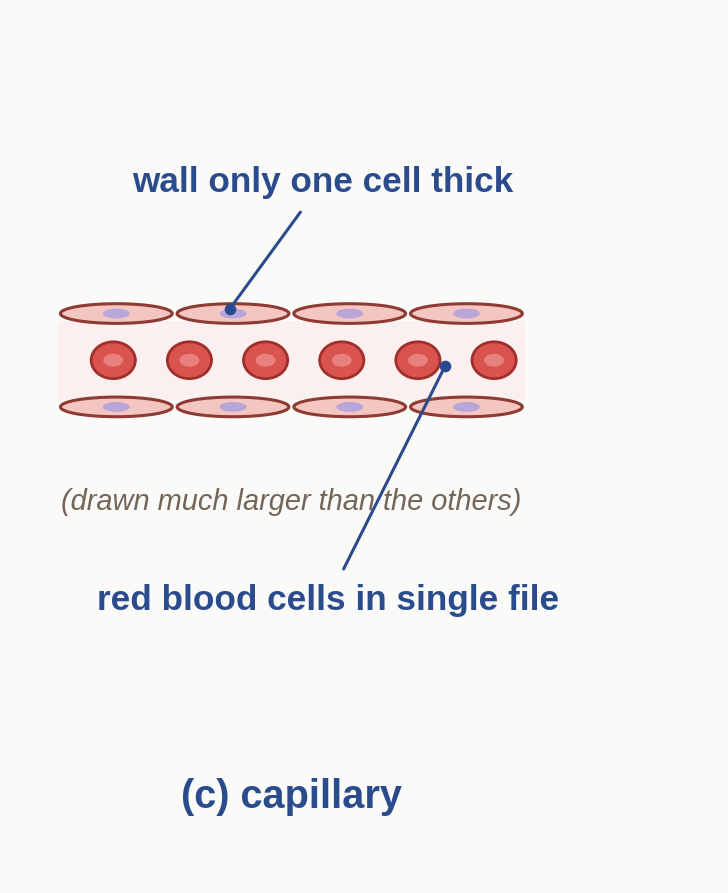 wall only one cell thick
(drawn much larger than the others)
red blood cells in single file
(c) capillary